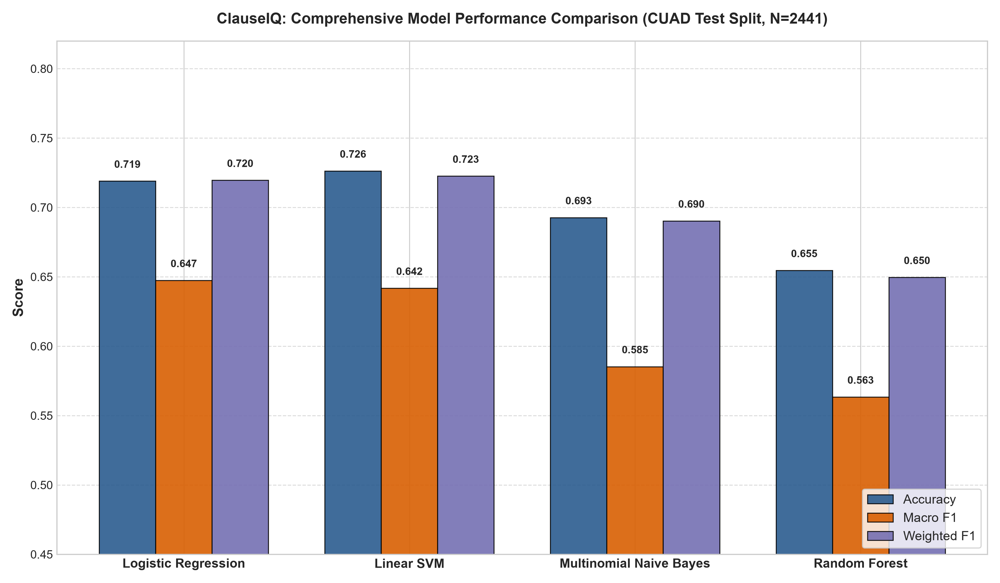 ClauseIQ: Comprehensive Model Performance Comparison (CUAD Test Split, N=2441)
Score
0.80
0.75
0.70
0.65
0.60
0.55
0.50
0.45
0.719
0.647
0.720
0.726
0.642
0.723
0.693
0.585
0.690
0.655
0.563
0.650
Accuracy
Macro F1
Weighted F1
Logistic Regression
Linear SVM
Multinomial Naive Bayes
Random Forest